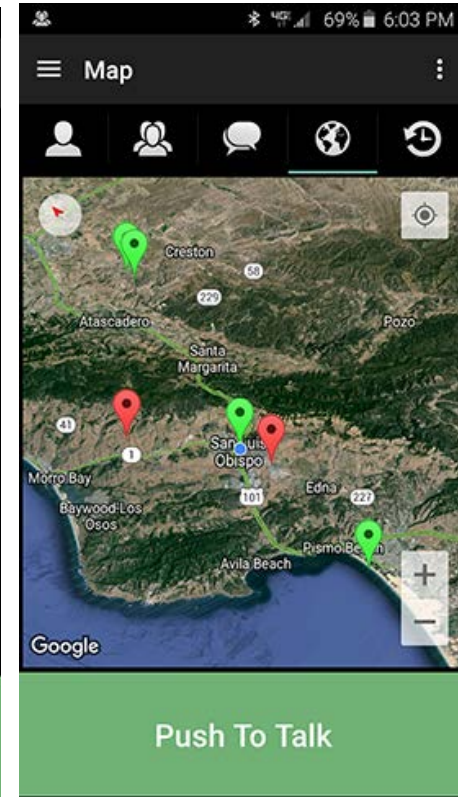 4G 69% 6:03 PM
Map
Creston
58
229
Atascadero
Pozo
Santa
Margarita
41
1
San Luis
Obispo
Morro Bay
Edna
227
101
Baywood-Los
Osos
Pismo Beach
Avila Beach
+
−
Google
Push To Talk